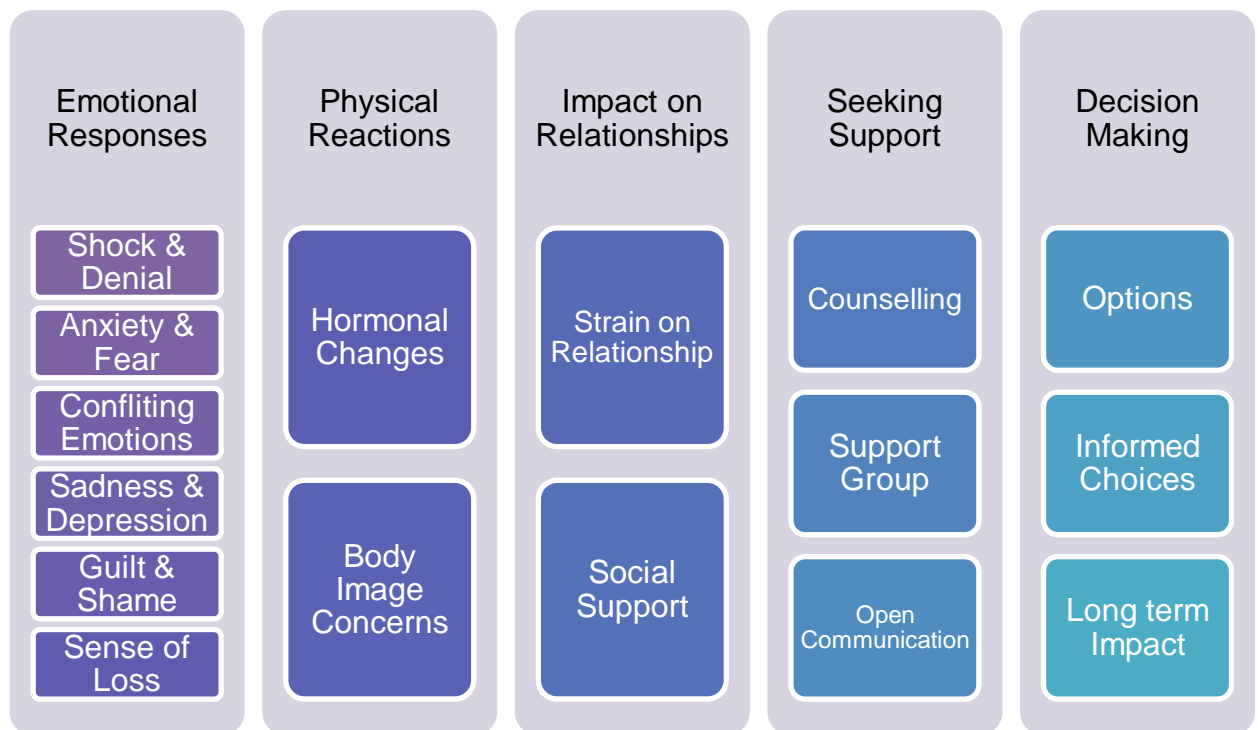 Emotional
Responses
Shock &
Denial
Anxiety &
Fear
Confliting
Emotions
Sadness &
Depression
Guilt &
Shame
Sense of
Loss
Physical
Reactions
Hormonal
Changes
Body
Image
Concerns
Impact on
Relationships
Strain on
Relationship
Social
Support
Seeking
Support
Counselling
Support
Group
Open
Communication
Decision
Making
Options
Informed
Choices
Long term
Impact